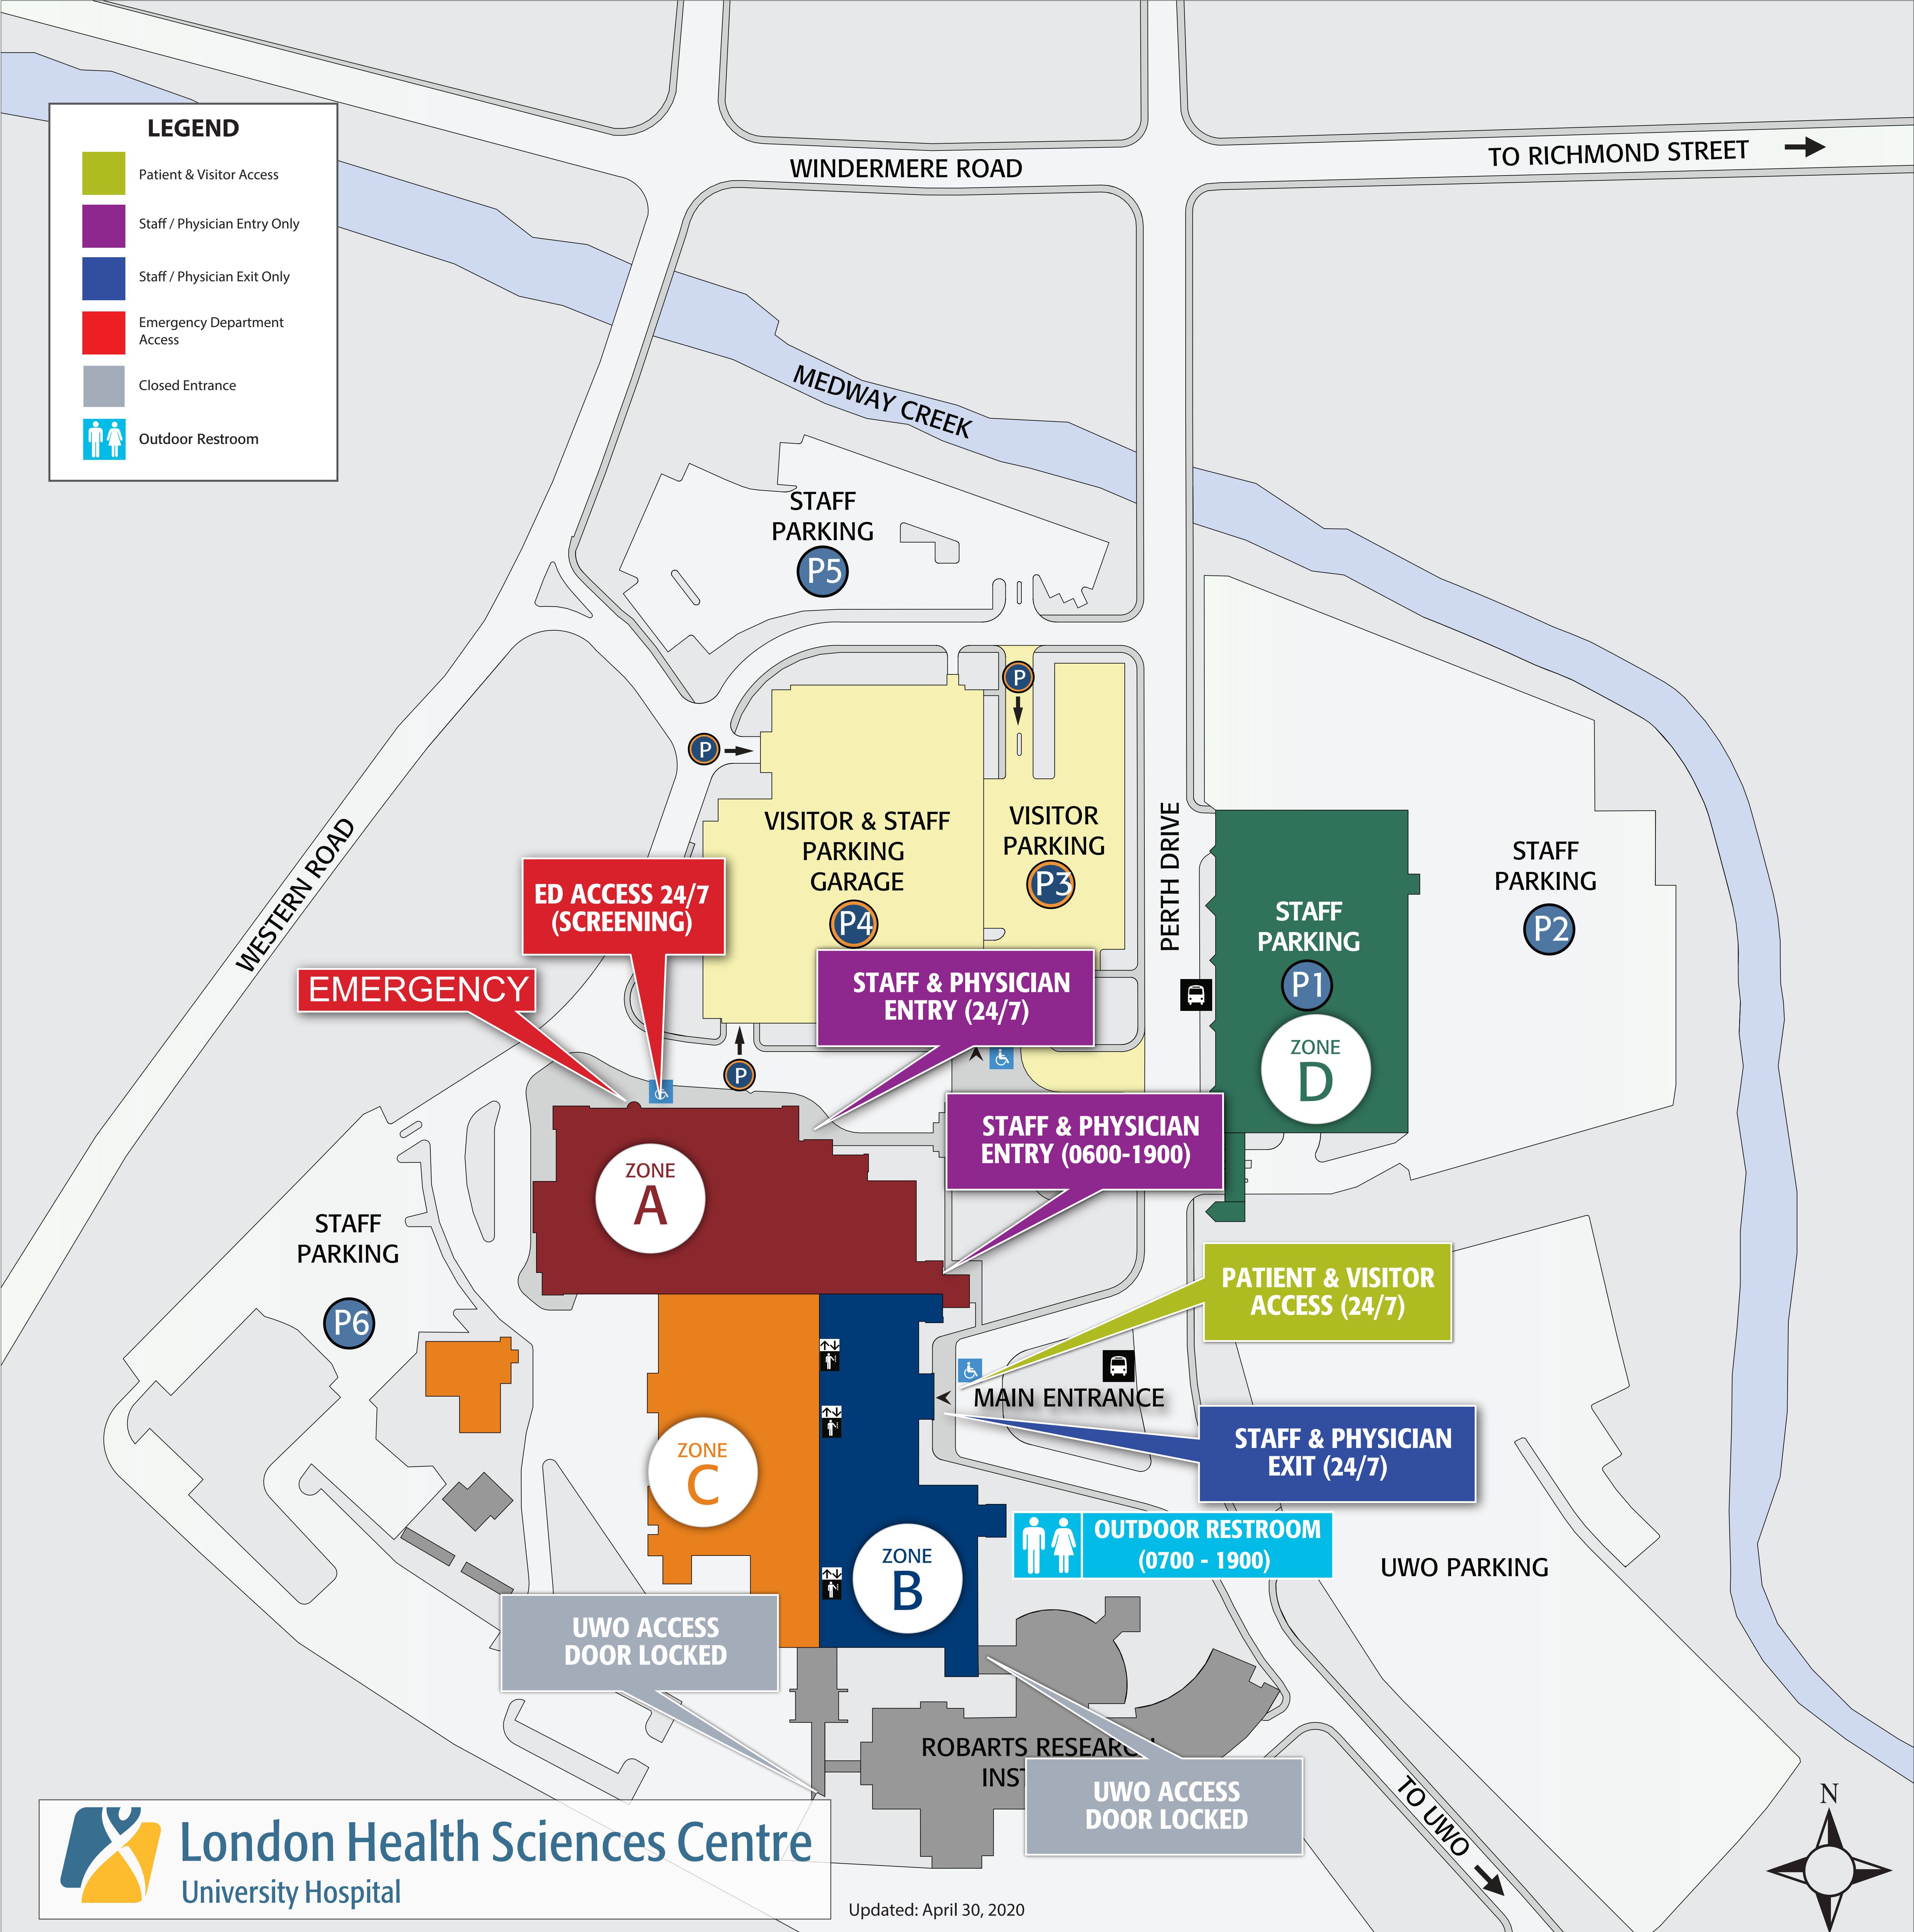 LEGEND
Patient & Visitor Access
Staff / Physician Entry Only
Staff / Physician Exit Only
Emergency Department
Access
Closed Entrance
Outdoor Restroom
WINDERMERE ROAD
TO RICHMOND STREET
MEDWAY CREEK
STAFF
PARKING
P5
P
P
VISITOR & STAFF
PARKING
GARAGE
P4
VISITOR
PARKING
P3
PERTH DRIVE
STAFF
PARKING
P1
ZONE
D
STAFF
PARKING
P2
WESTERN ROAD
ED ACCESS 24/7
(SCREENING)
EMERGENCY
STAFF & PHYSICIAN
ENTRY (24/7)
P
STAFF & PHYSICIAN
ENTRY (0600-1900)
ZONE
A
STAFF
PARKING
P6
PATIENT & VISITOR
ACCESS (24/7)
MAIN ENTRANCE
STAFF & PHYSICIAN
EXIT (24/7)
ZONE
C
OUTDOOR RESTROOM
(0700 - 1900)
ZONE
B
UWO PARKING
UWO ACCESS
DOOR LOCKED
ROBARTS RESEARCH
UWO ACCESS
DOOR LOCKED
TO UWO
N
London Health Sciences Centre
University Hospital
Updated: April 30, 2020